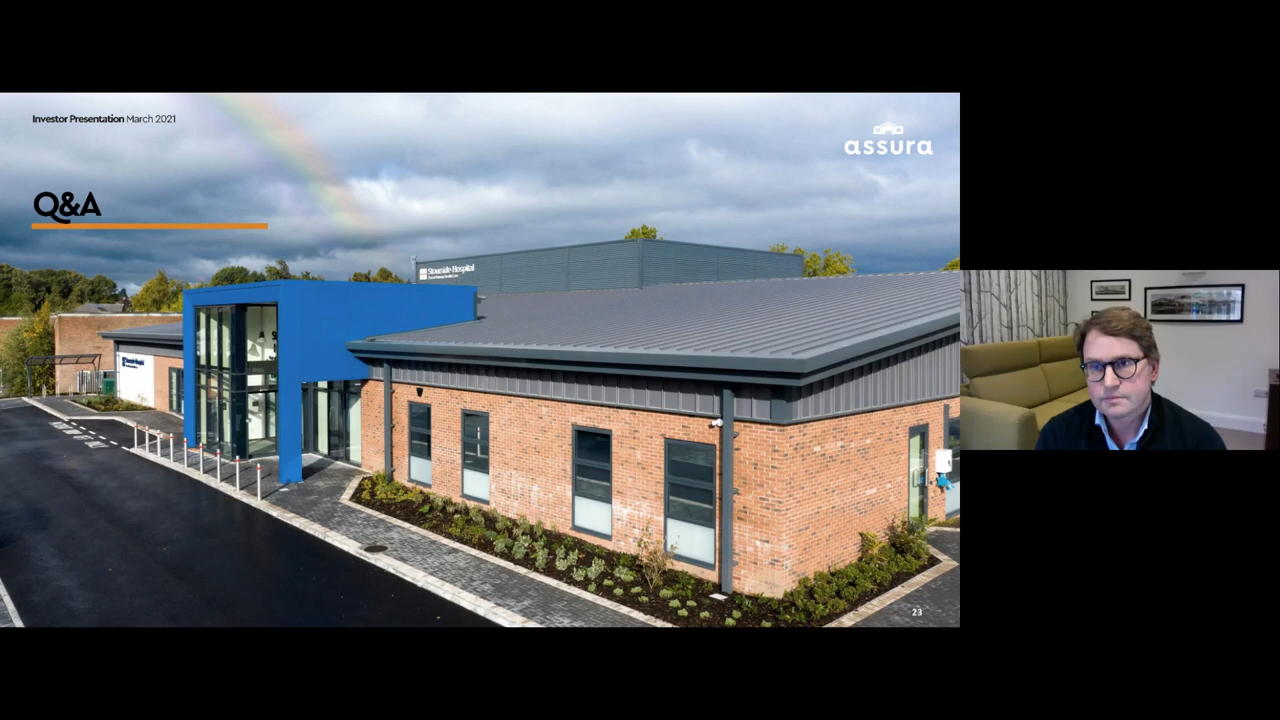 Investor Presentation March 2021
assura
Q&A
Stourside Hospital
23